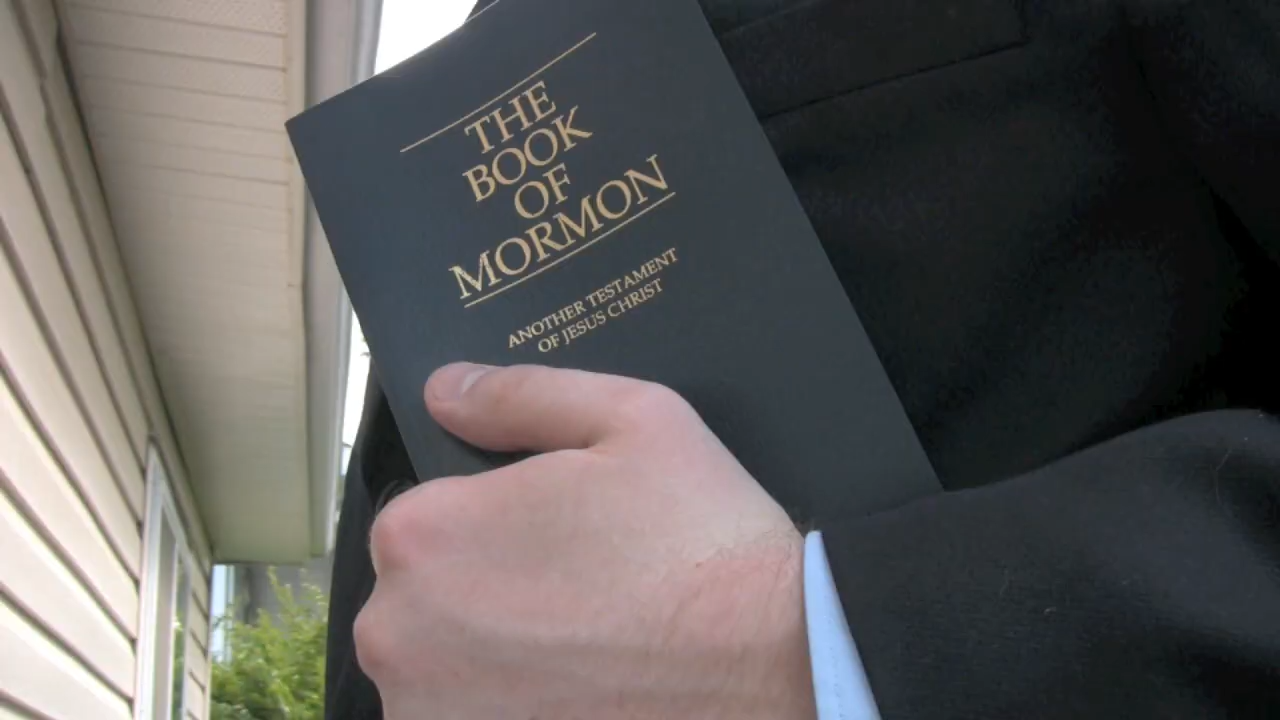 THE
BOOK
OF
MORMON
ANOTHER TESTAMENT
OF JESUS CHRIST